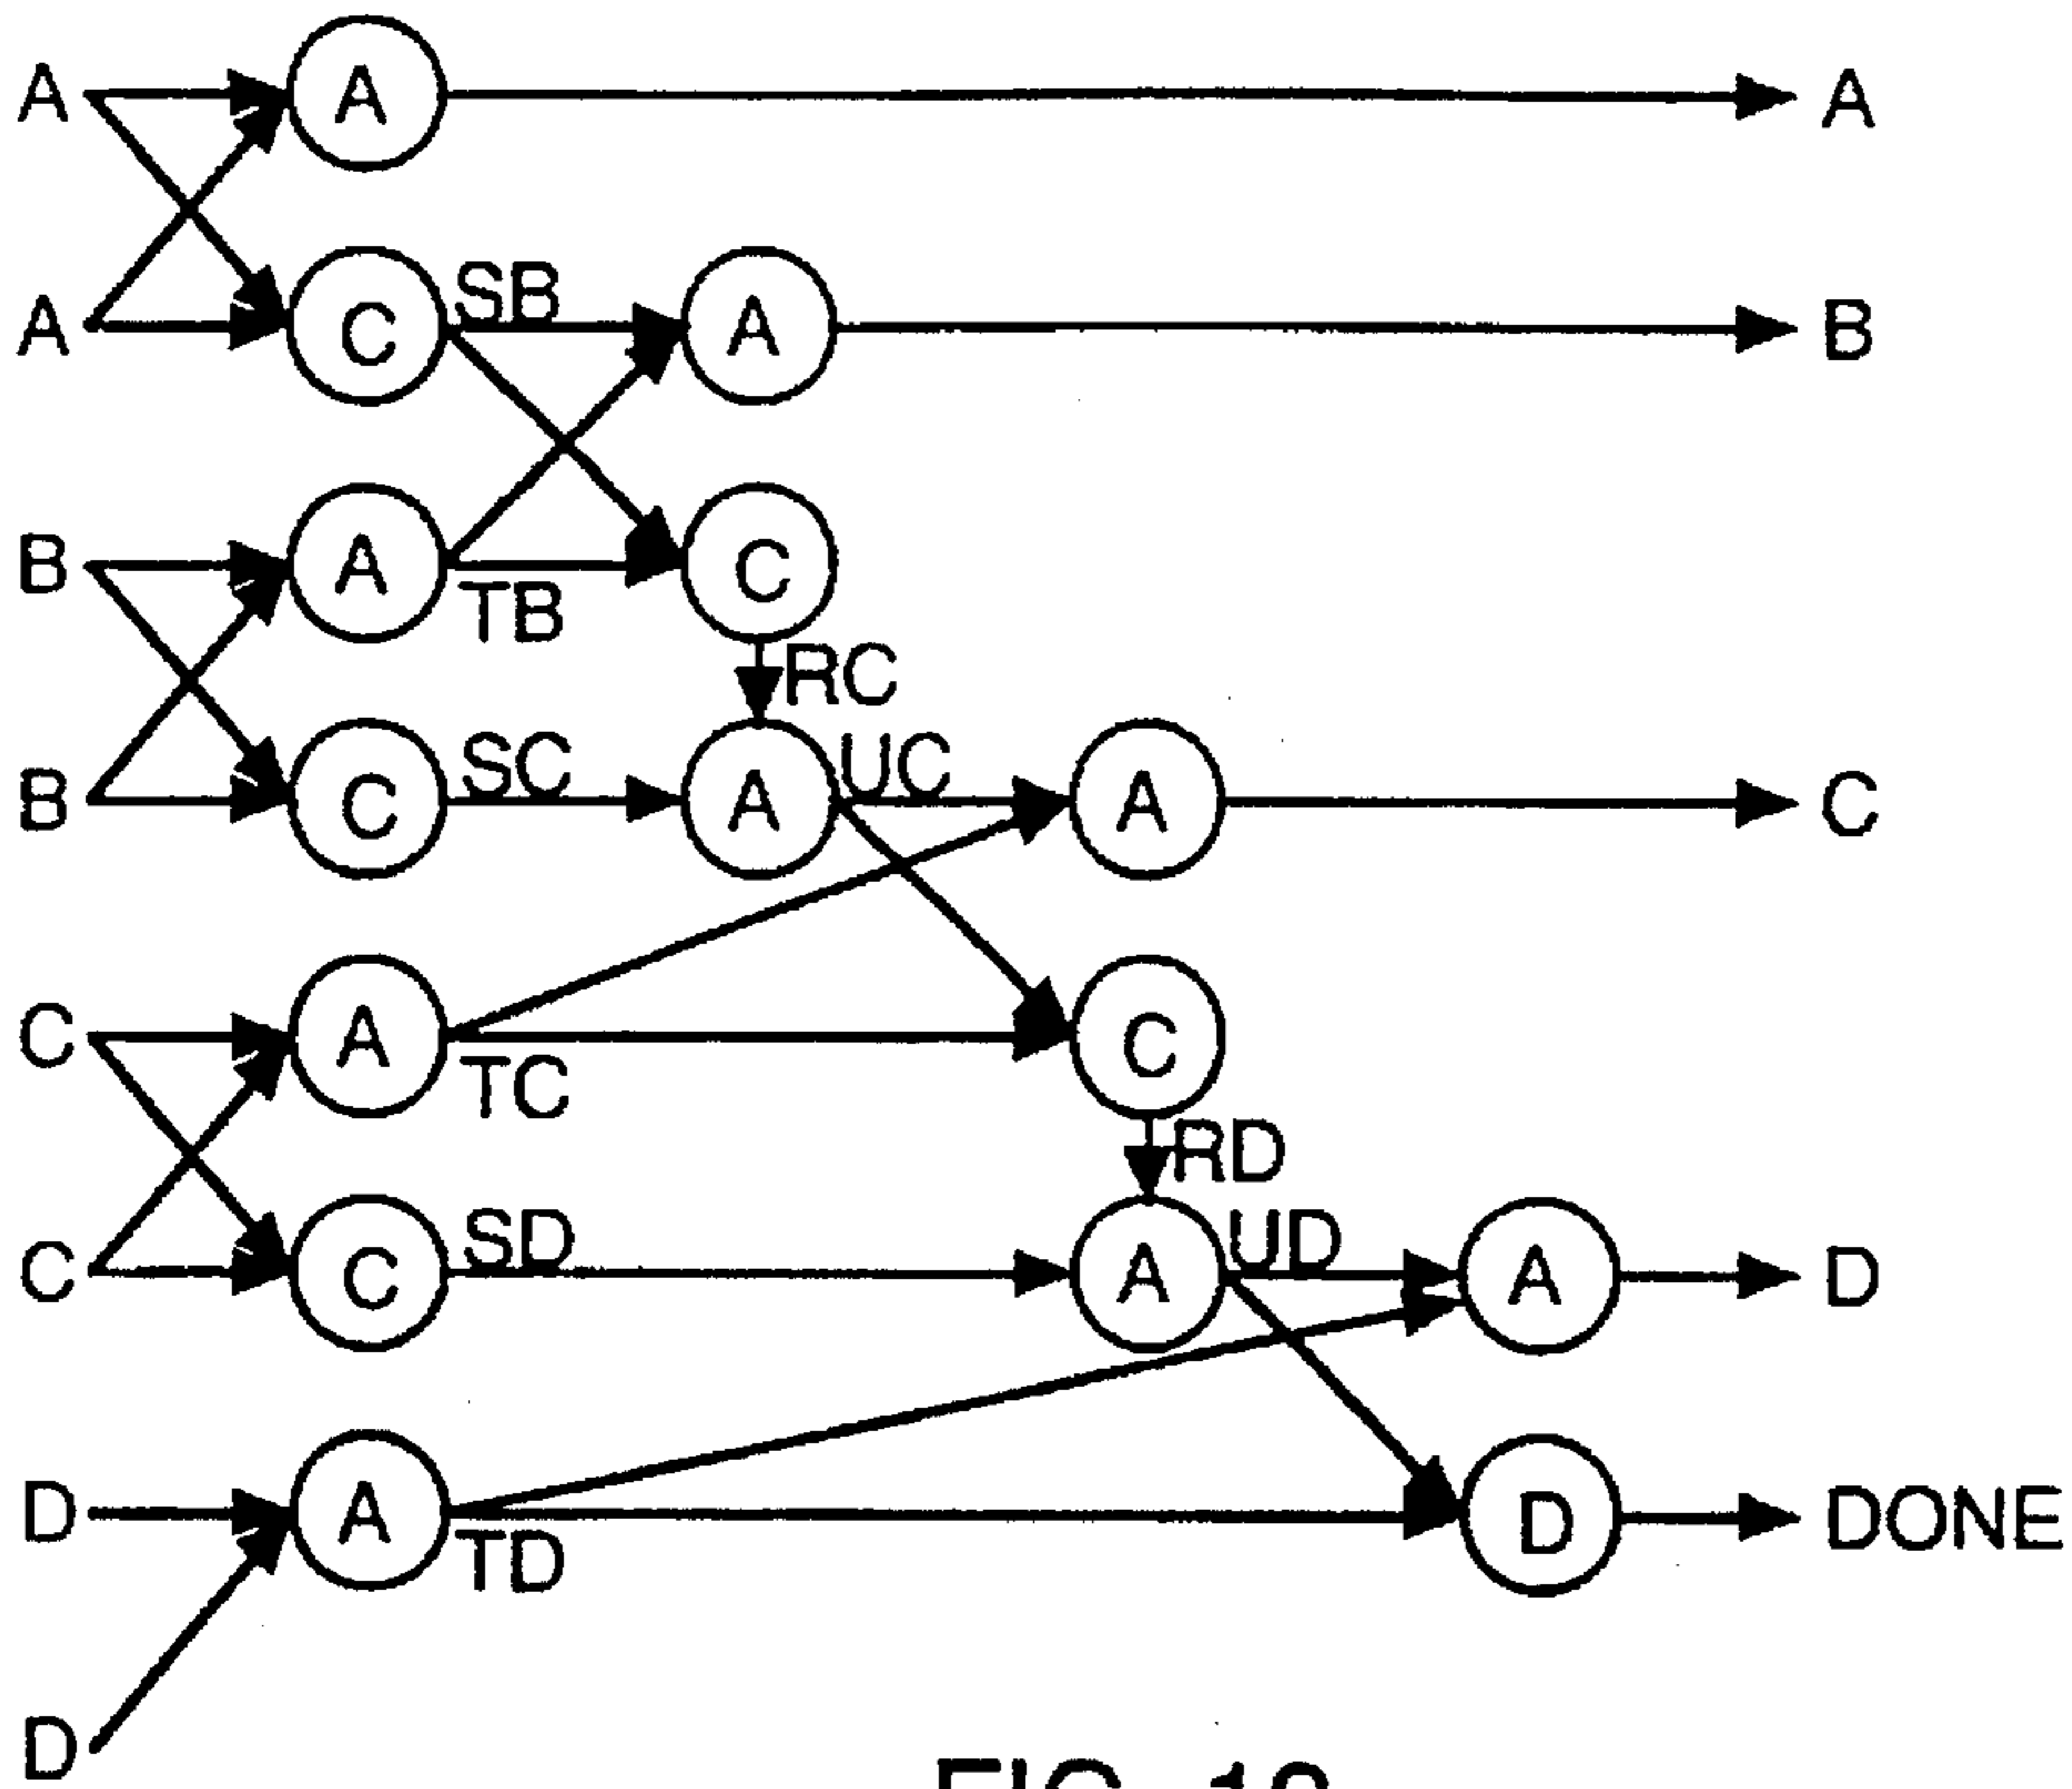 A A A
A C SB A B
B A TB C
RC
B C SC A UC A C
C A TC C
RD
C C SD A UD A D
D A TD D DONE
D